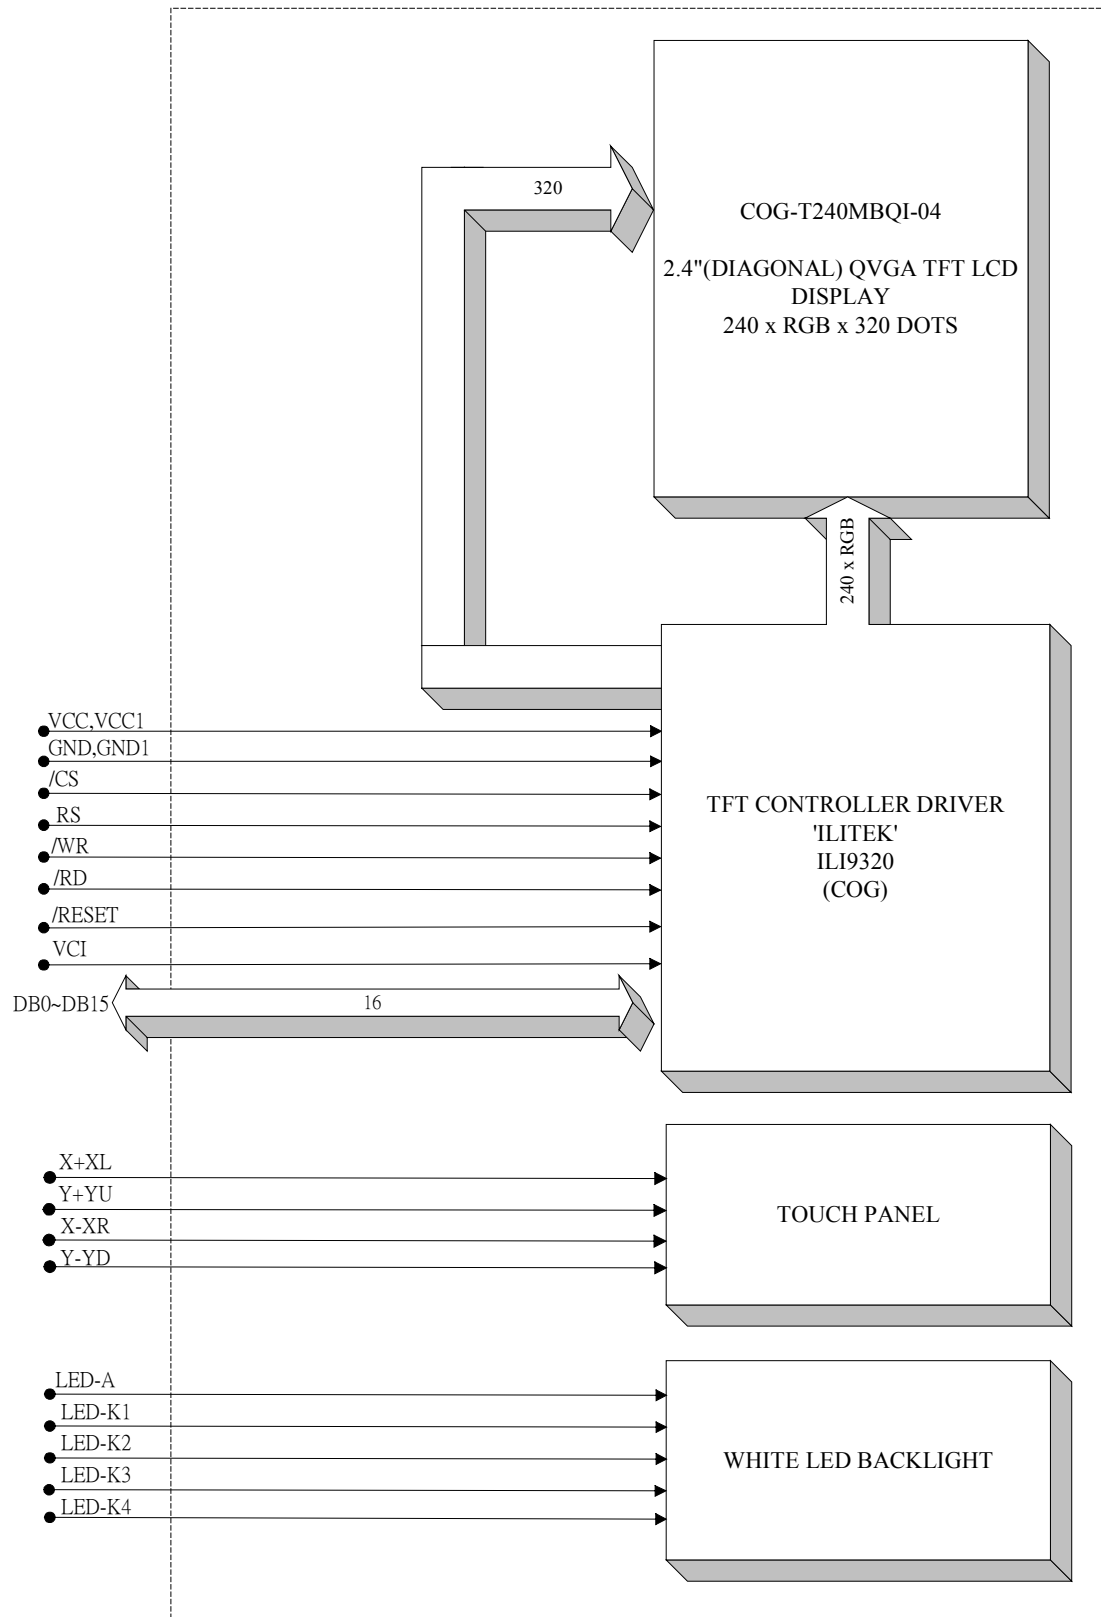 320
COG-T240MBQI-04
2.4"(DIAGONAL) QVGA TFT LCD
DISPLAY
240 x RGB x 320 DOTS
240 x RGB
VCC,VCC1
GND,GND1
/CS
RS
/WR
/RD
/RESET
VCI
DB0~DB15
16
TFT CONTROLLER DRIVER
'ILITEK'
ILI9320
(COG)
X+XL
Y+YU
X-XR
Y-YD
TOUCH PANEL
LED-A
LED-K1
LED-K2
LED-K3
LED-K4
WHITE LED BACKLIGHT